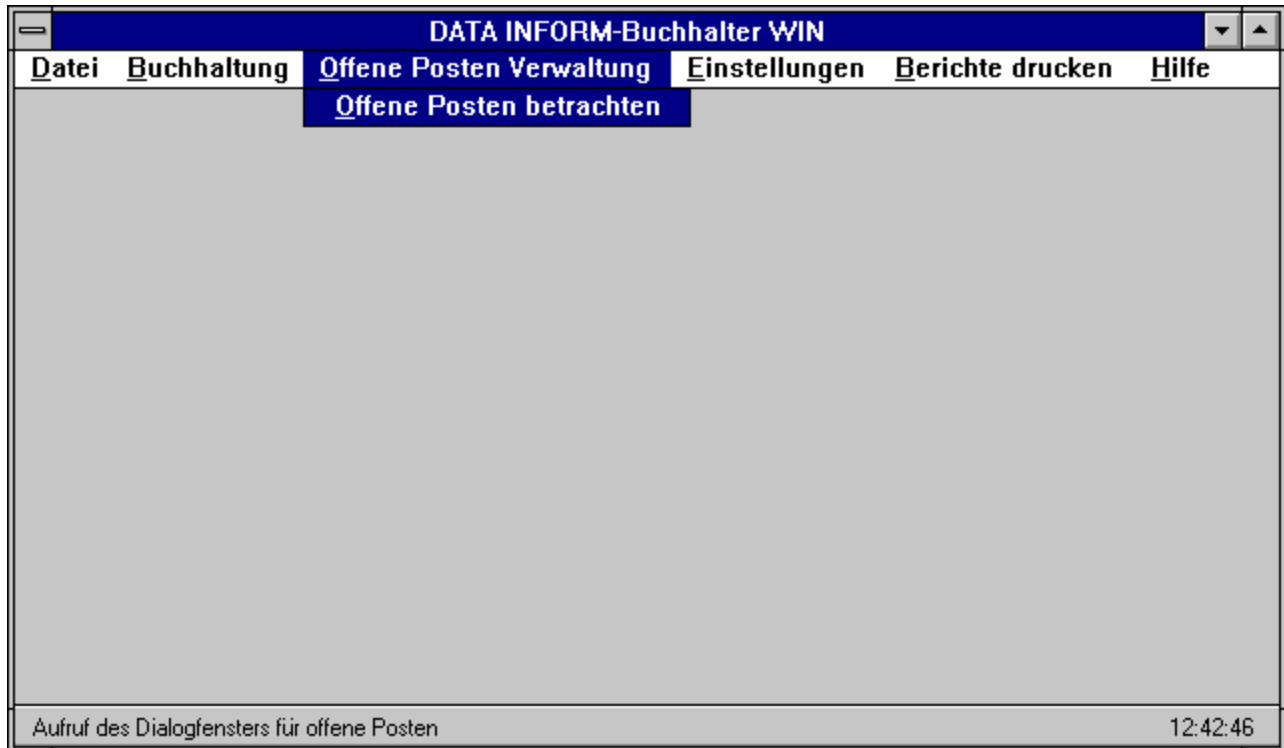 DATA INFORM-Buchhalter WIN
Datei Buchhaltung Offene Posten Verwaltung Einstellungen Berichte drucken Hilfe
Offene Posten betrachten
Aufruf des Dialogfensters für offene Posten 12:42:46